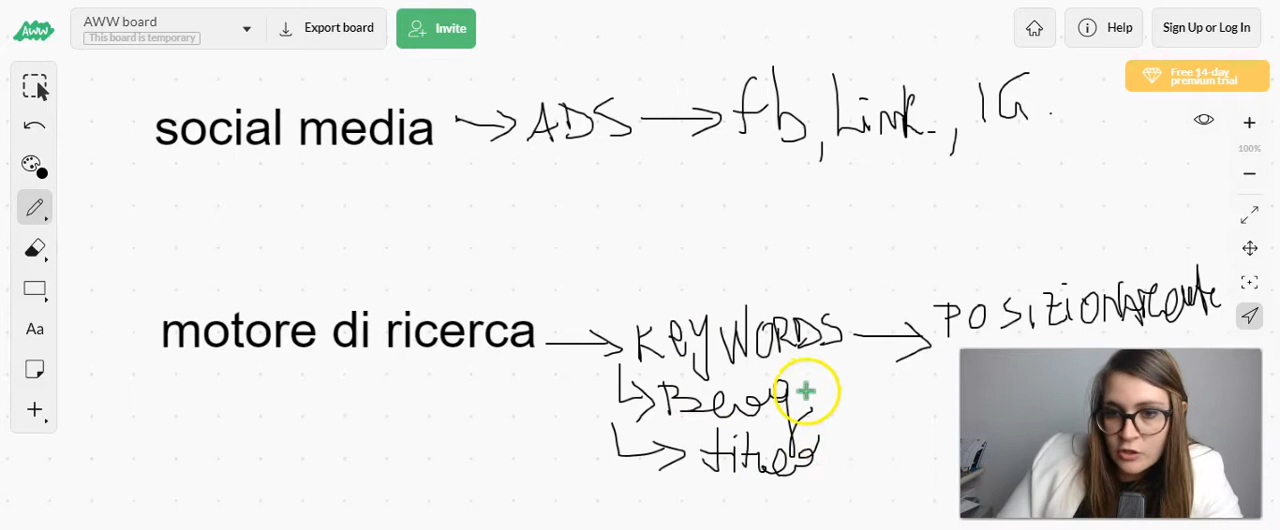 AWW
AWW board
This board is temporary
Export board
Invite
Help
Sign Up or Log In
Free 14-day
premium trial
social media → ADS → fb, Link., IG.
100%
motore di ricerca → KeyWORDS → POSIZIONAMento
↳ Blog
↳ titolo
Aa